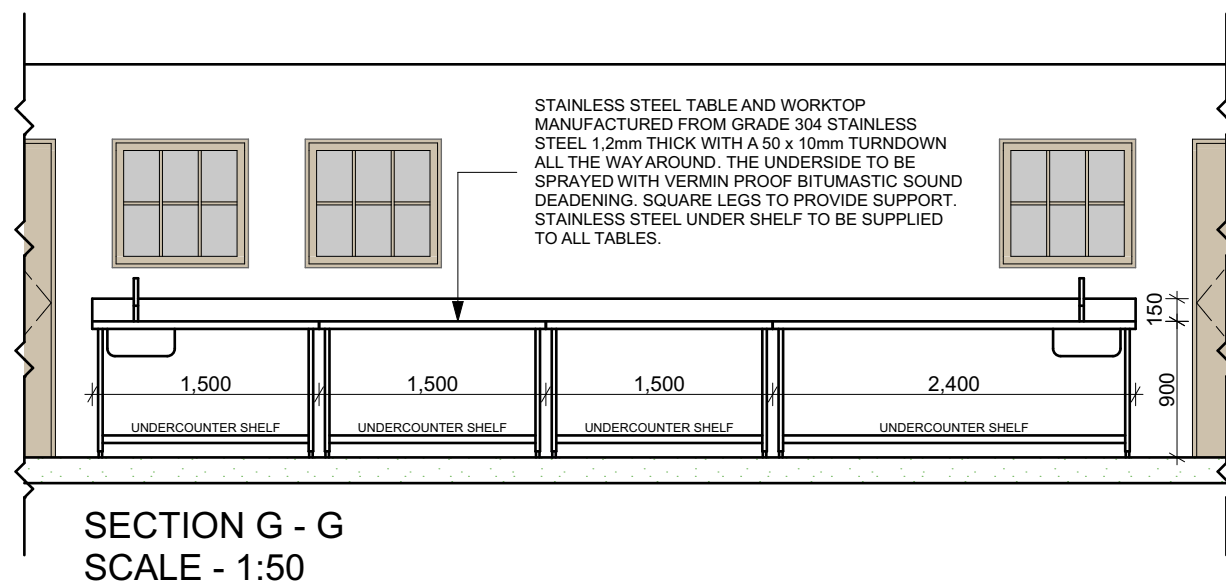 STAINLESS STEEL TABLE AND WORKTOP
MANUFACTURED FROM GRADE 304 STAINLESS
STEEL 1,2mm THICK WITH A 50 x 10mm TURNDOWN
ALL THE WAY AROUND. THE UNDERSIDE TO BE
SPRAYED WITH VERMIN PROOF BITUMASTIC SOUND
DEADENING. SQUARE LEGS TO PROVIDE SUPPORT.
STAINLESS STEEL UNDER SHELF TO BE SUPPLIED
TO ALL TABLES.
150
1,500
1,500
1,500
2,400
900
UNDERCOUNTER SHELF
UNDERCOUNTER SHELF
UNDERCOUNTER SHELF
UNDERCOUNTER SHELF
SECTION G - G
SCALE - 1:50